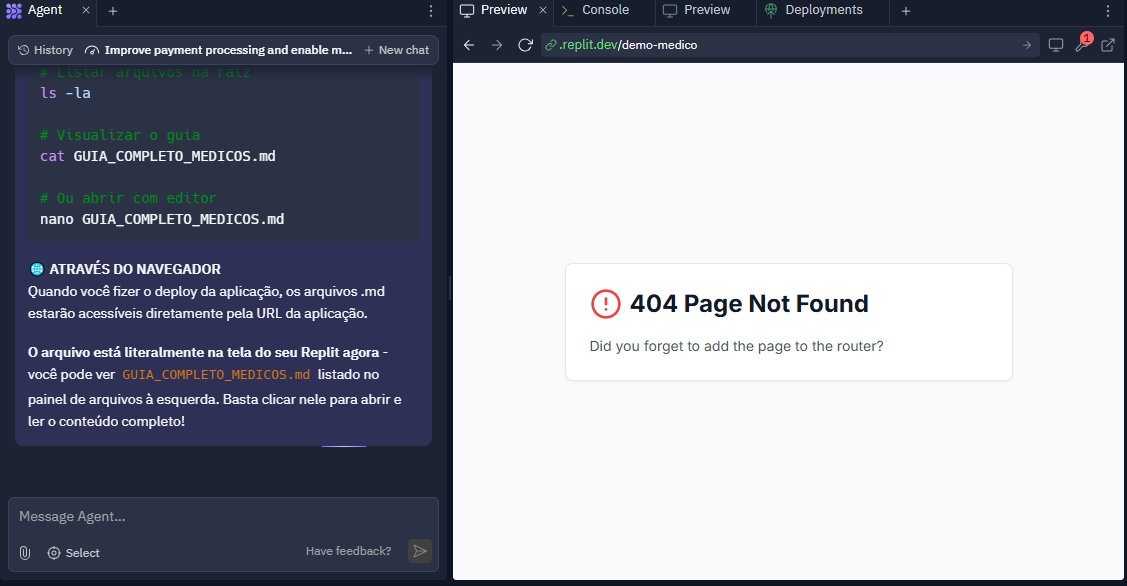 Agent
Preview
Console
Preview
Deployments
History
Improve payment processing and enable m...
New chat
.replit.dev/demo-medico
1
# Listar arquivos na raiz
ls -la
# Visualizar o guia
cat GUIA_COMPLETO_MEDICOS.md
# Ou abrir com editor
nano GUIA_COMPLETO_MEDICOS.md
ATRAVÉS DO NAVEGADOR
Quando você fizer o deploy da aplicação, os arquivos .md
estarão acessíveis diretamente pela URL da aplicação.
O arquivo está literalmente na tela do seu Replit agora -
você pode ver GUIA_COMPLETO_MEDICOS.md listado no
painel de arquivos à esquerda. Basta clicar nele para abrir e
ler o conteúdo completo!
Message Agent...
Select
Have feedback?
404 Page Not Found
Did you forget to add the page to the router?